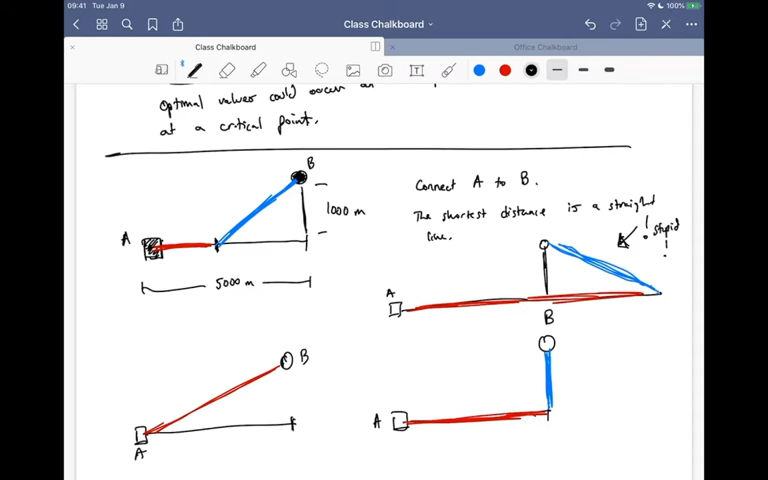 09:41 Tue Jan 9
100%
Class Chalkboard
Class Chalkboard
Office Chalkboard
T
Optimal values could occur
at a critical point.
B
A
1000 m
5000 m
Connect A to B.
The shortest distance is a straight
line.
! stupid !
A
B
B
A
A